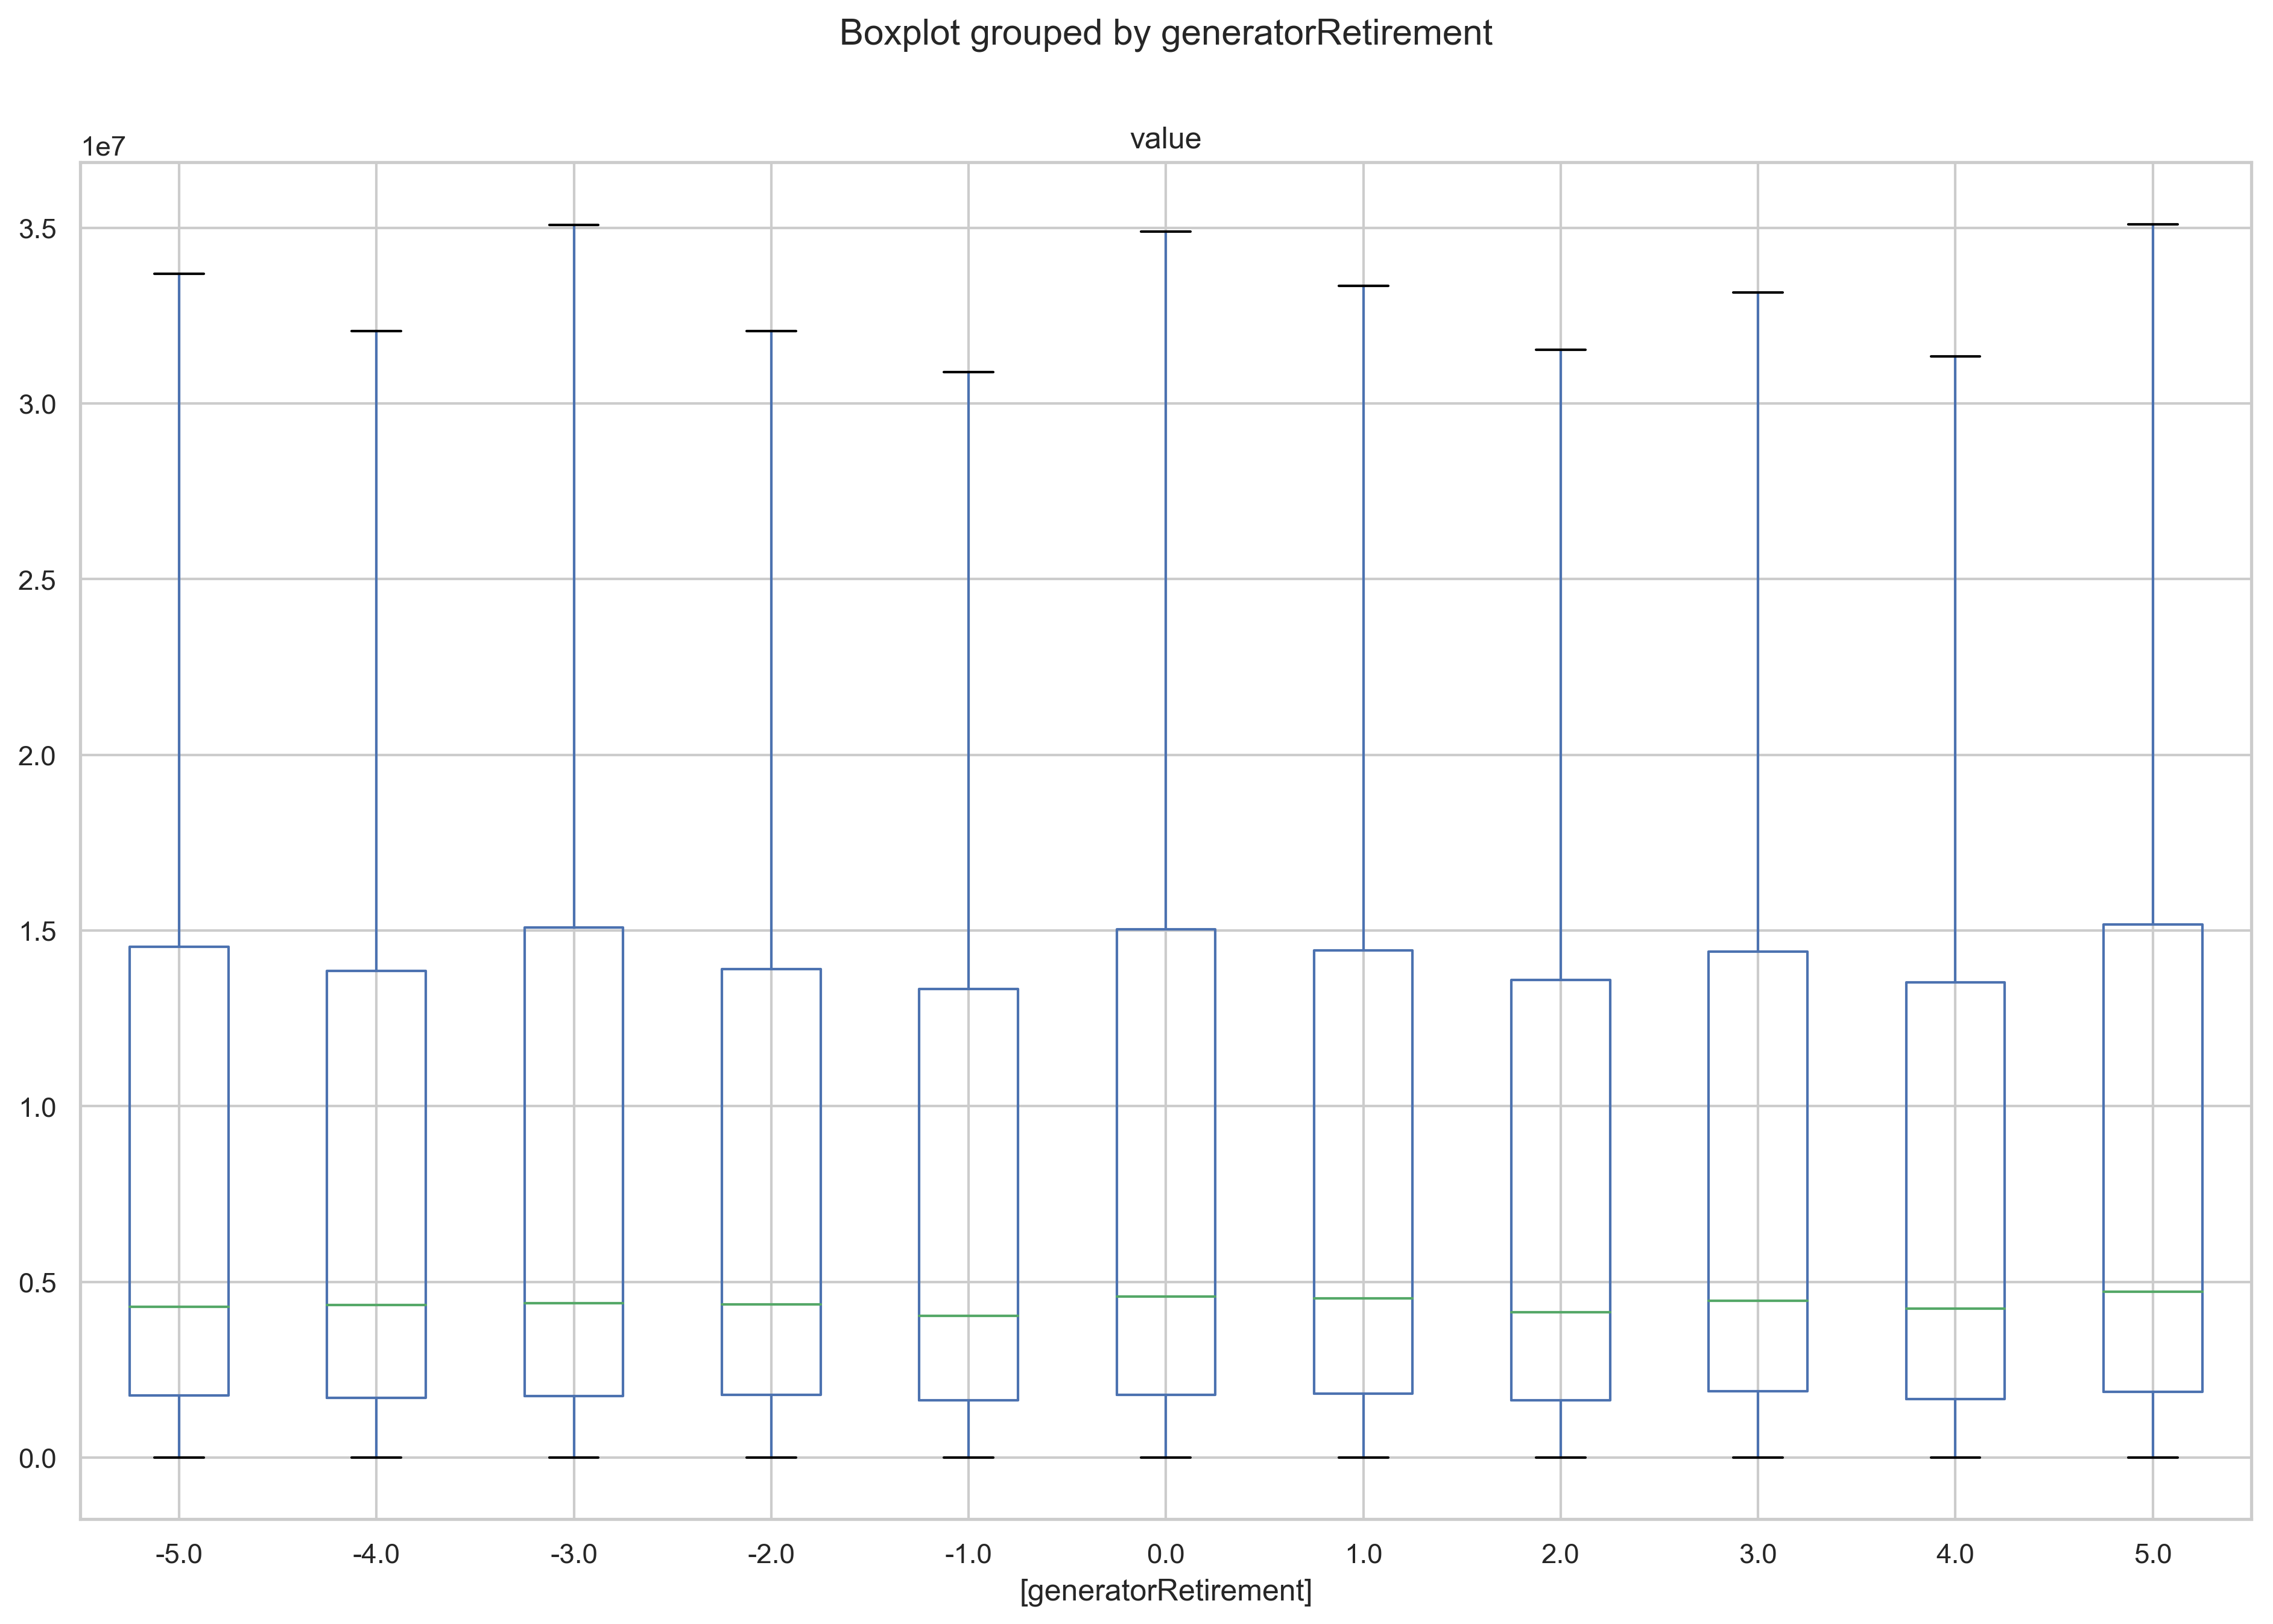 Boxplot grouped by generatorRetirement
value
1e7
3.5
3.0
2.5
2.0
1.5
1.0
0.5
0.0
-5.0 -4.0 -3.0 -2.0 -1.0 0.0 1.0 2.0 3.0 4.0 5.0
[generatorRetirement]